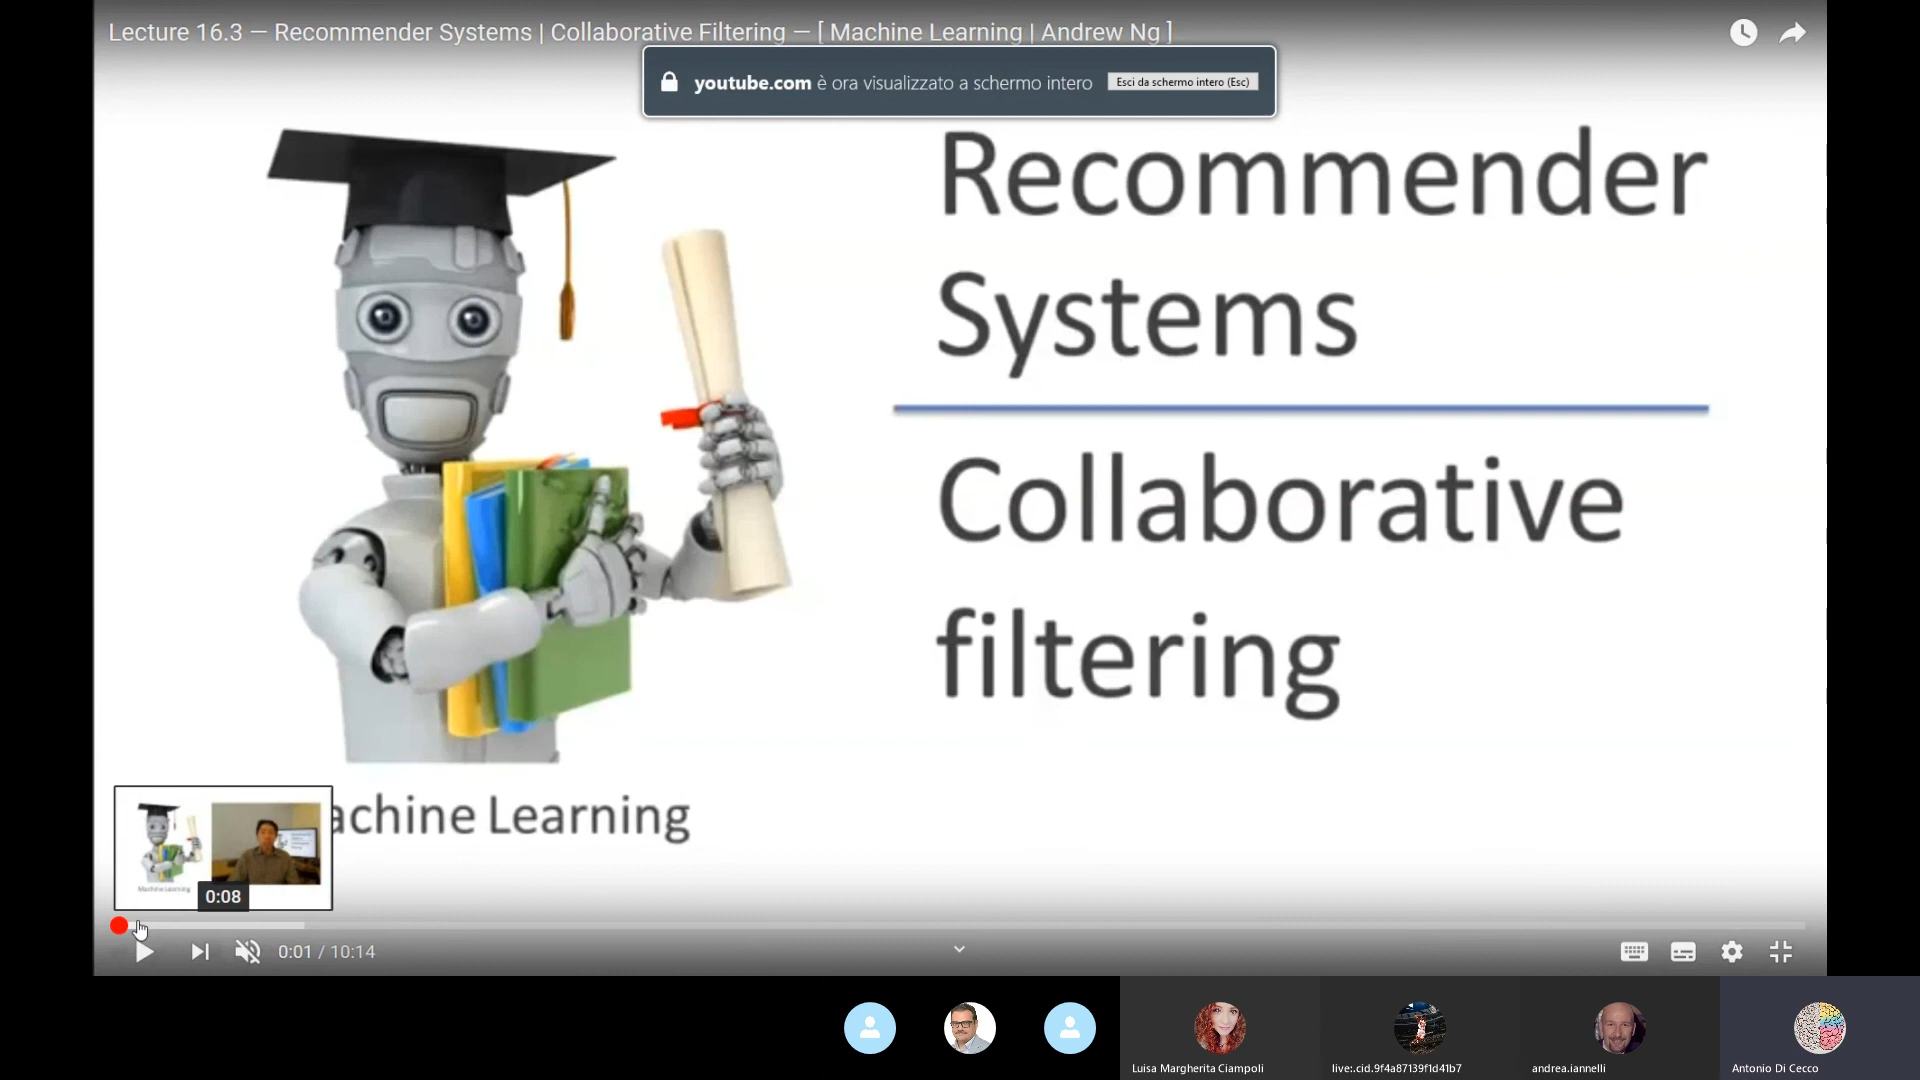 Lecture 16.3 — Recommender Systems | Collaborative Filtering — [ Machine Learning | Andrew Ng ]
youtube.com è ora visualizzato a schermo intero
Esci da schermo intero (Esc)
Recommender
Systems
Collaborative
filtering
achine Learning
Machine Learning
0:08
0:01 / 10:14
Luisa Margherita Ciampoli
live:.cid.9f4a87139f1d41b7
andrea.iannelli
Antonio Di Cecco